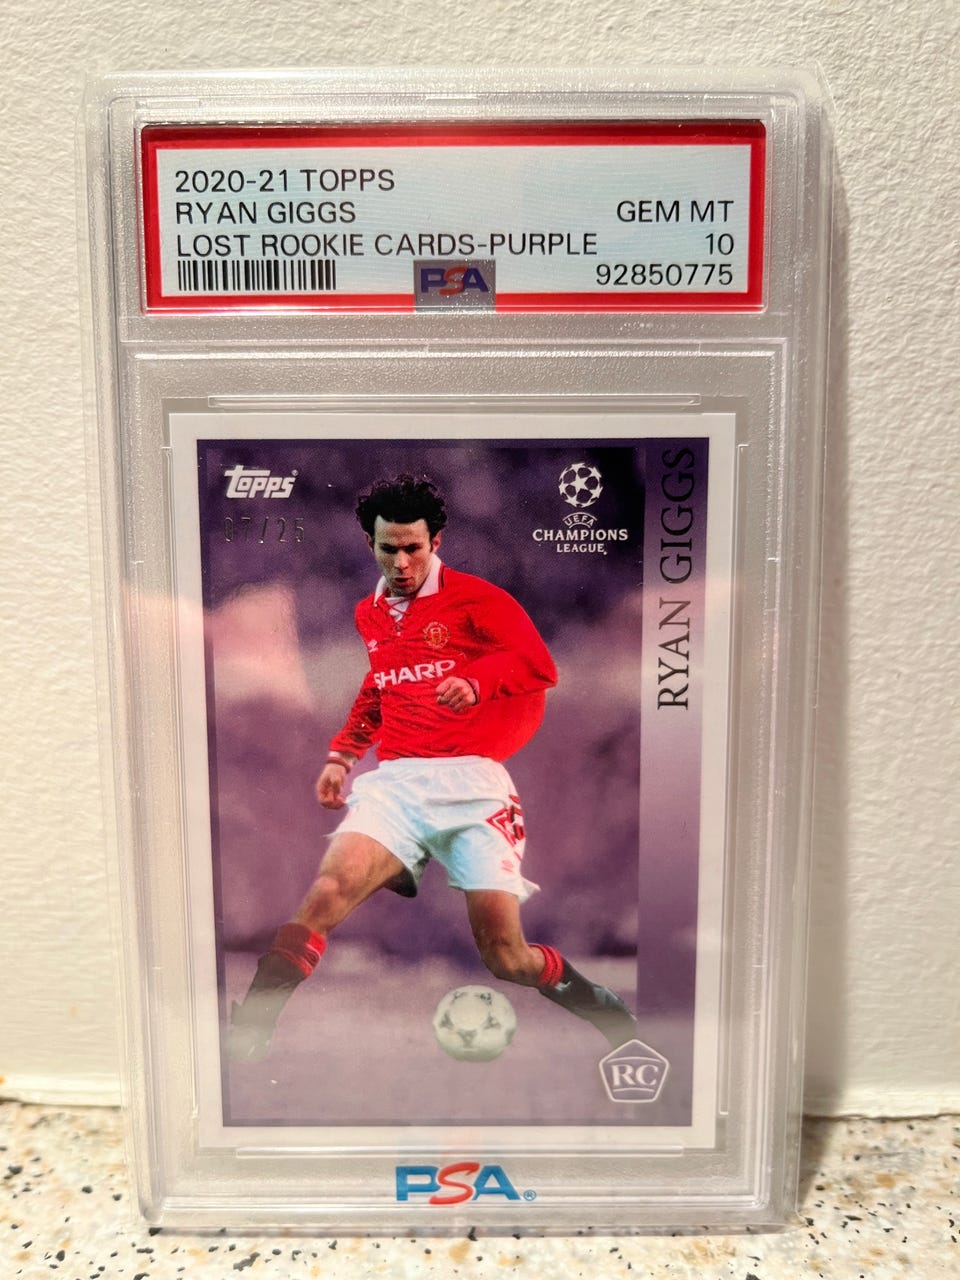 2020-21 TOPPS
RYAN GIGGS GEM MT
LOST ROOKIE CARDS-PURPLE 10
PSA 92850775
Topps
07/25
UEFA
CHAMPIONS
LEAGUE
RYAN GIGGS
SHARP
RC
PSA®